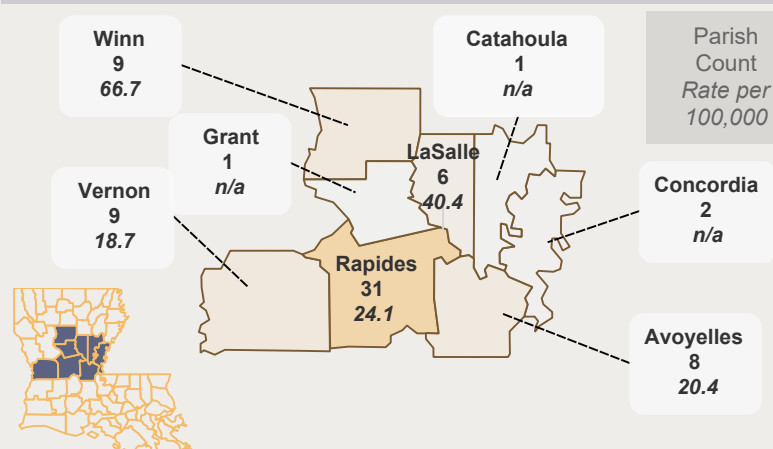 Winn
9
66.7
Catahoula
1
n/a
Parish
Count
Rate per
100,000
Grant
1
n/a
LaSalle
6
40.4
Vernon
9
18.7
Concordia
2
n/a
Rapides
31
24.1
Avoyelles
8
20.4